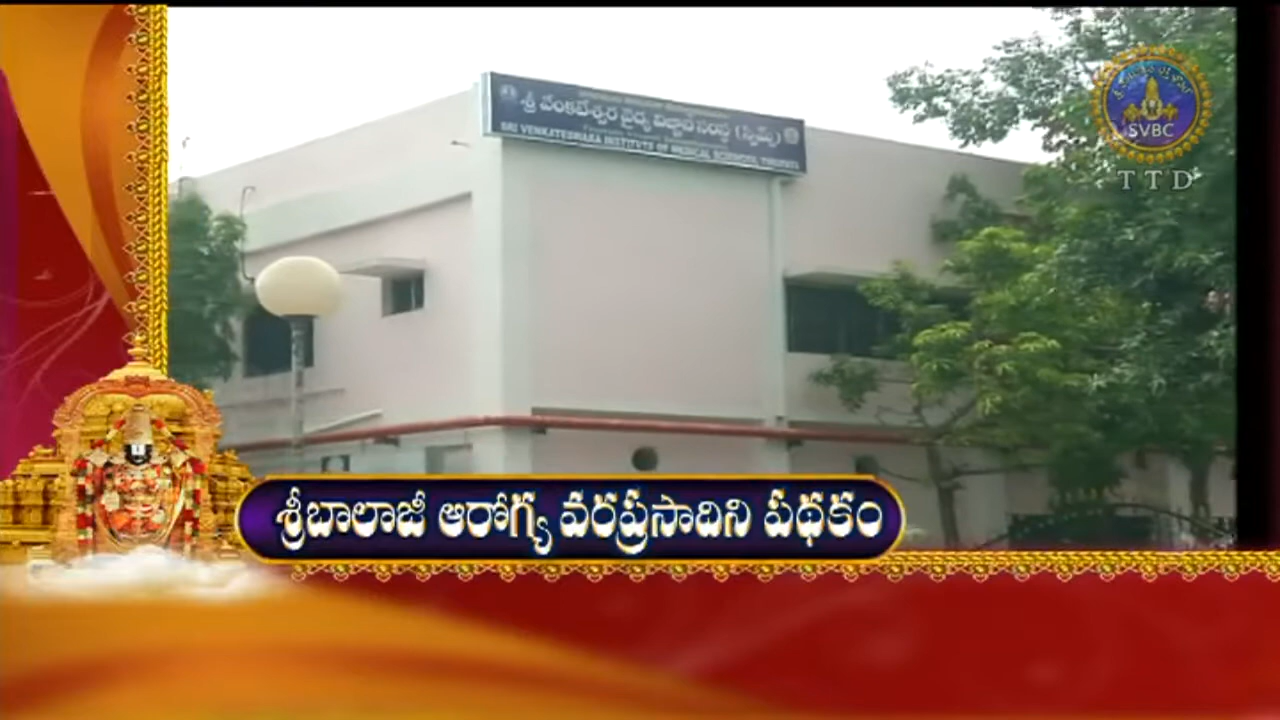 శ్రీ వేంకటేశ్వర వైద్య విజ్ఞాన సంస్థ (స్విమ్స్)
SRI VENKATESWARA INSTITUTE OF MEDICAL SCIENCES, TIRUPATI
SVBC
TTD
శ్రీబాలాజీ ఆరోగ్య వరప్రసాదిని పథకం